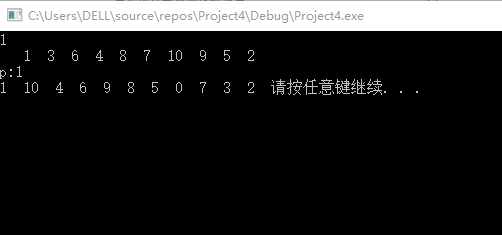 C:\Users\DELL\source\repos\Project4\Debug\Project4.exe
1
1 3 6 4 8 7 10 9 5 2
p:1
1 10 4 6 9 8 5 0 7 3 2 请按任意键继续. . .